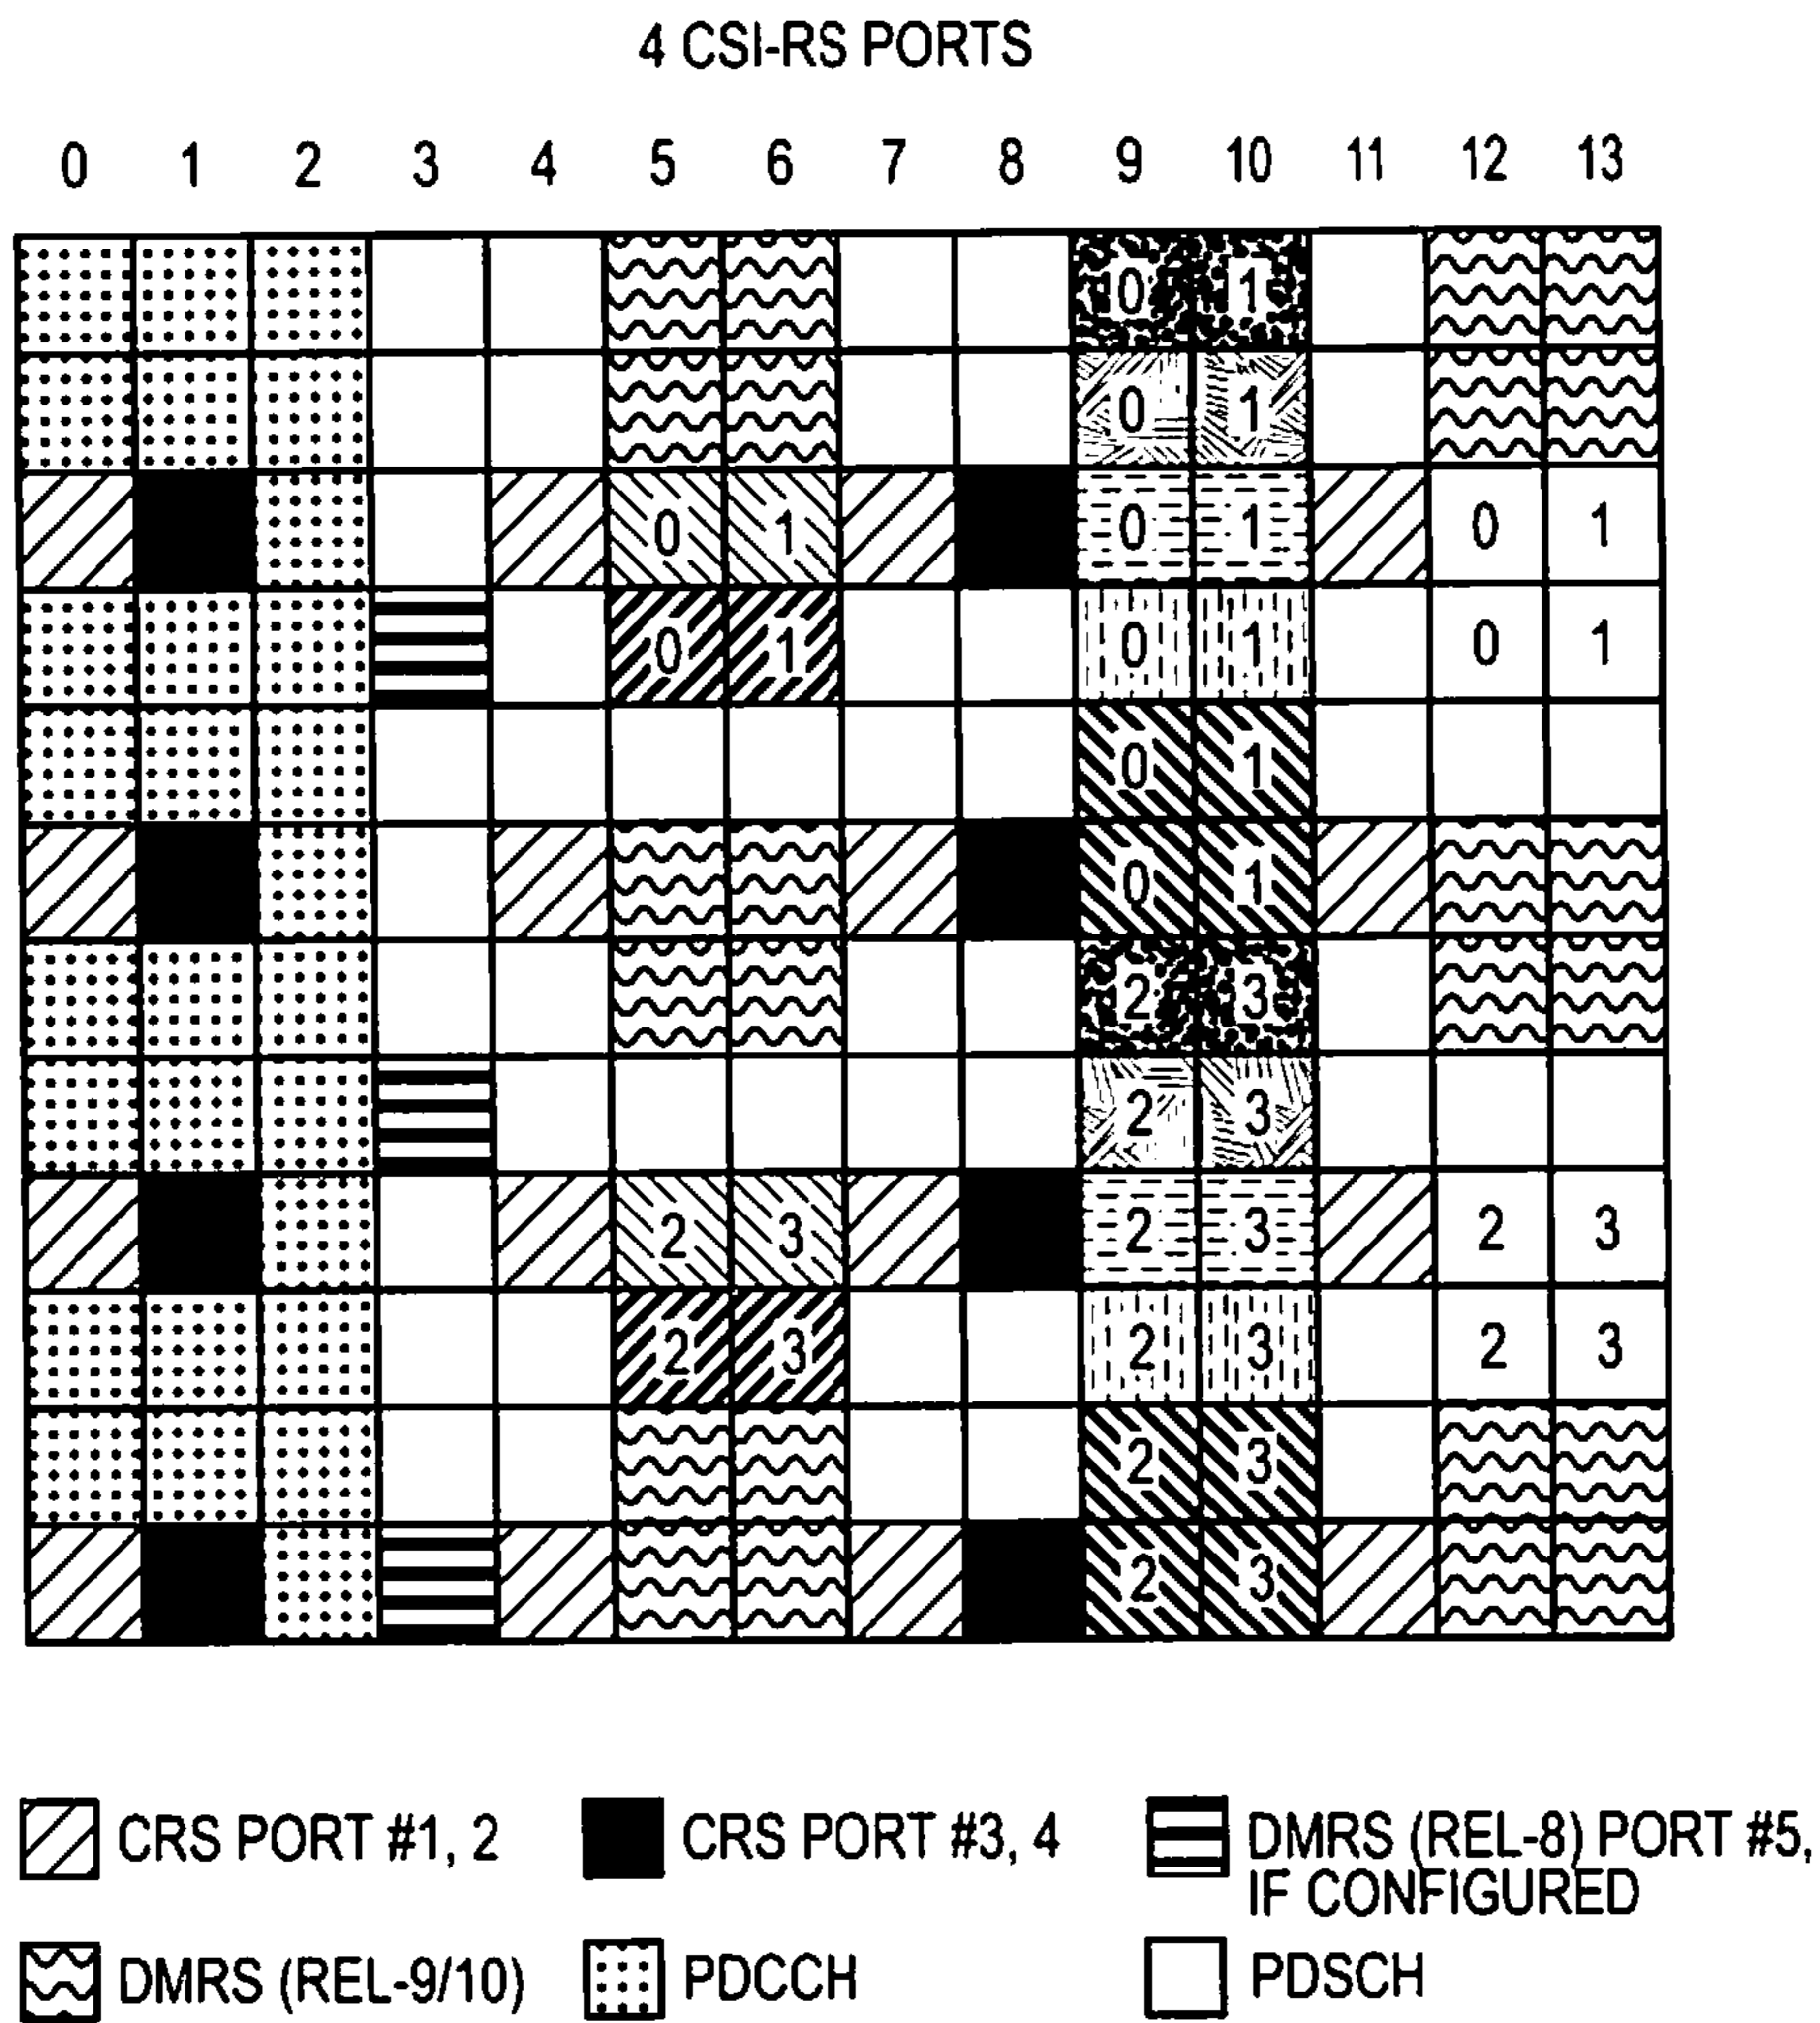 4 CSI-RS PORTS
0 1 2 3 4 5 6 7 8 9 10 11 12 13
0 1
0 1
0 1 0 1 0 1
0 1 0 1 0 1
0 1
0 1
2 3
2 3
2 3 2 3 2 3
2 3 2 3 2 3
2 3
2 3
CRS PORT #1, 2 CRS PORT #3, 4 DMRS (REL-8) PORT #5,
IF CONFIGURED
DMRS (REL-9/10) PDCCH PDSCH